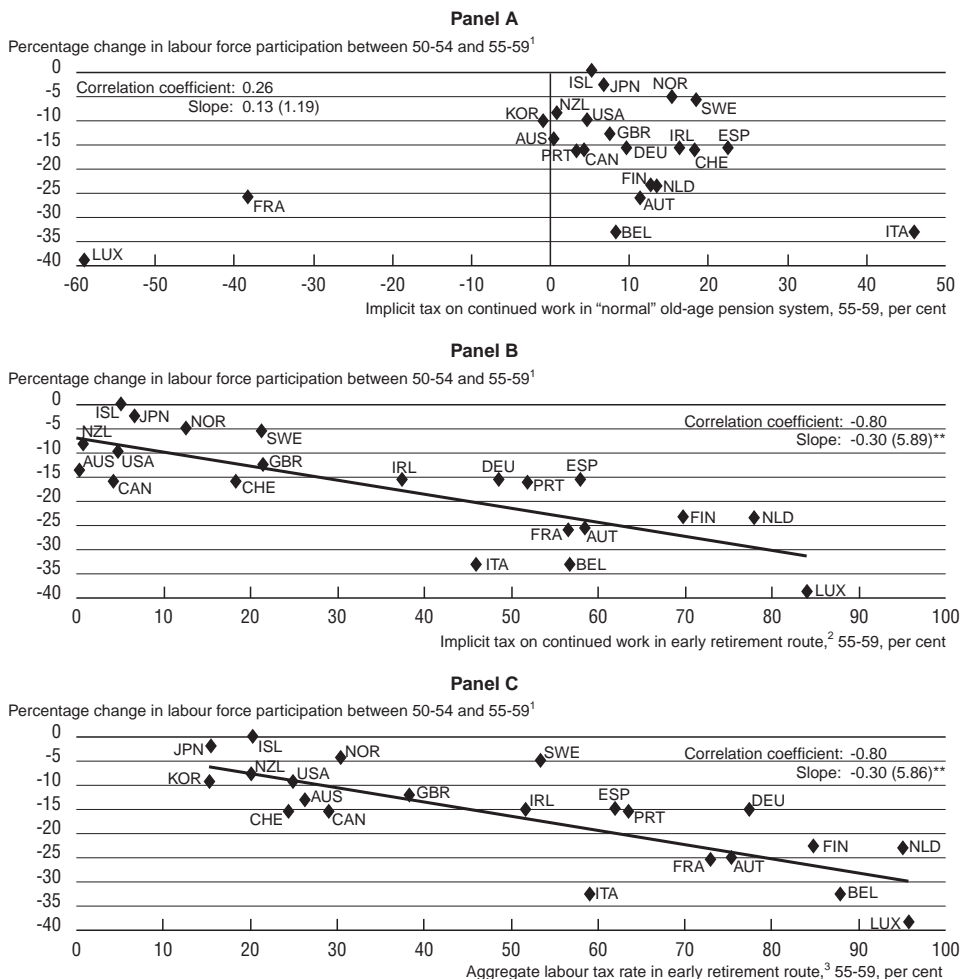 Panel A
Percentage change in labour force participation between 50-54 and 55-59¹
0
-5
-10
-15
-20
-25
-30
-35
-40
Correlation coefficient: 0.26
Slope: 0.13 (1.19)
ISL
JPN
NOR
SWE
KOR
NZL
USA
AUS
GBR
PRT
CAN
DEU
IRL
CHE
ESP
FIN
NLD
AUT
FRA
BEL
ITA
LUX
-60 -50 -40 -30 -20 -10 0 10 20 30 40 50
Implicit tax on continued work in “normal” old-age pension system, 55-59, per cent
Panel B
Percentage change in labour force participation between 50-54 and 55-59¹
0
-5
-10
-15
-20
-25
-30
-35
-40
Correlation coefficient: -0.80
Slope: -0.30 (5.89)**
ISL
JPN
NOR
SWE
NZL
AUS
USA
GBR
CAN
CHE
IRL
DEU
PRT
ESP
FIN
NLD
FRA
AUT
ITA
BEL
LUX
0 10 20 30 40 50 60 70 80 90 100
Implicit tax on continued work in early retirement route,² 55-59, per cent
Panel C
Percentage change in labour force participation between 50-54 and 55-59¹
0
-5
-10
-15
-20
-25
-30
-35
-40
Correlation coefficient: -0.80
Slope: -0.30 (5.86)**
JPN
ISL
NOR
SWE
KOR
NZL
USA
AUS
GBR
CHE
CAN
IRL
ESP
PRT
DEU
FRA
AUT
FIN
NLD
ITA
BEL
LUX
0 10 20 30 40 50 60 70 80 90 100
Aggregate labour tax rate in early retirement route,³ 55-59, per cent